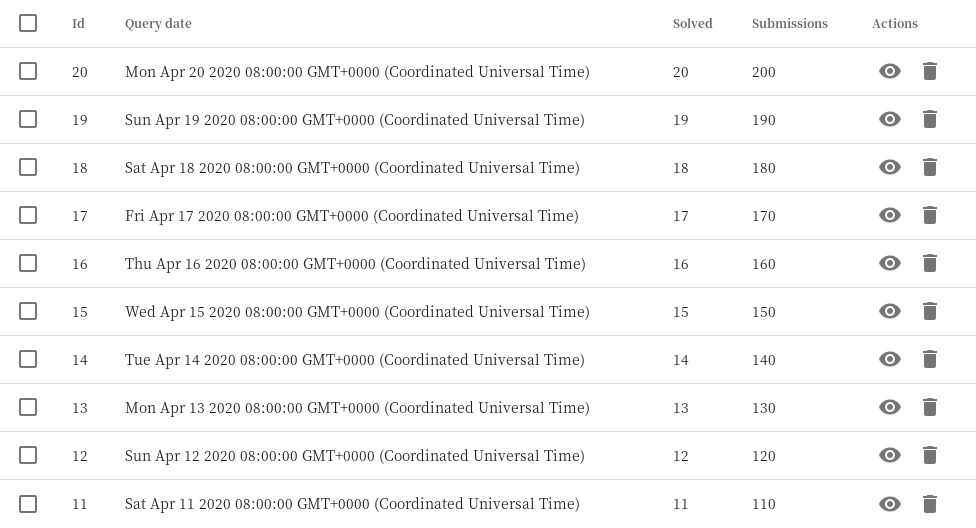 Id Query date Solved Submissions Actions
20 Mon Apr 20 2020 08:00:00 GMT+0000 (Coordinated Universal Time) 20 200
19 Sun Apr 19 2020 08:00:00 GMT+0000 (Coordinated Universal Time) 19 190
18 Sat Apr 18 2020 08:00:00 GMT+0000 (Coordinated Universal Time) 18 180
17 Fri Apr 17 2020 08:00:00 GMT+0000 (Coordinated Universal Time) 17 170
16 Thu Apr 16 2020 08:00:00 GMT+0000 (Coordinated Universal Time) 16 160
15 Wed Apr 15 2020 08:00:00 GMT+0000 (Coordinated Universal Time) 15 150
14 Tue Apr 14 2020 08:00:00 GMT+0000 (Coordinated Universal Time) 14 140
13 Mon Apr 13 2020 08:00:00 GMT+0000 (Coordinated Universal Time) 13 130
12 Sun Apr 12 2020 08:00:00 GMT+0000 (Coordinated Universal Time) 12 120
11 Sat Apr 11 2020 08:00:00 GMT+0000 (Coordinated Universal Time) 11 110